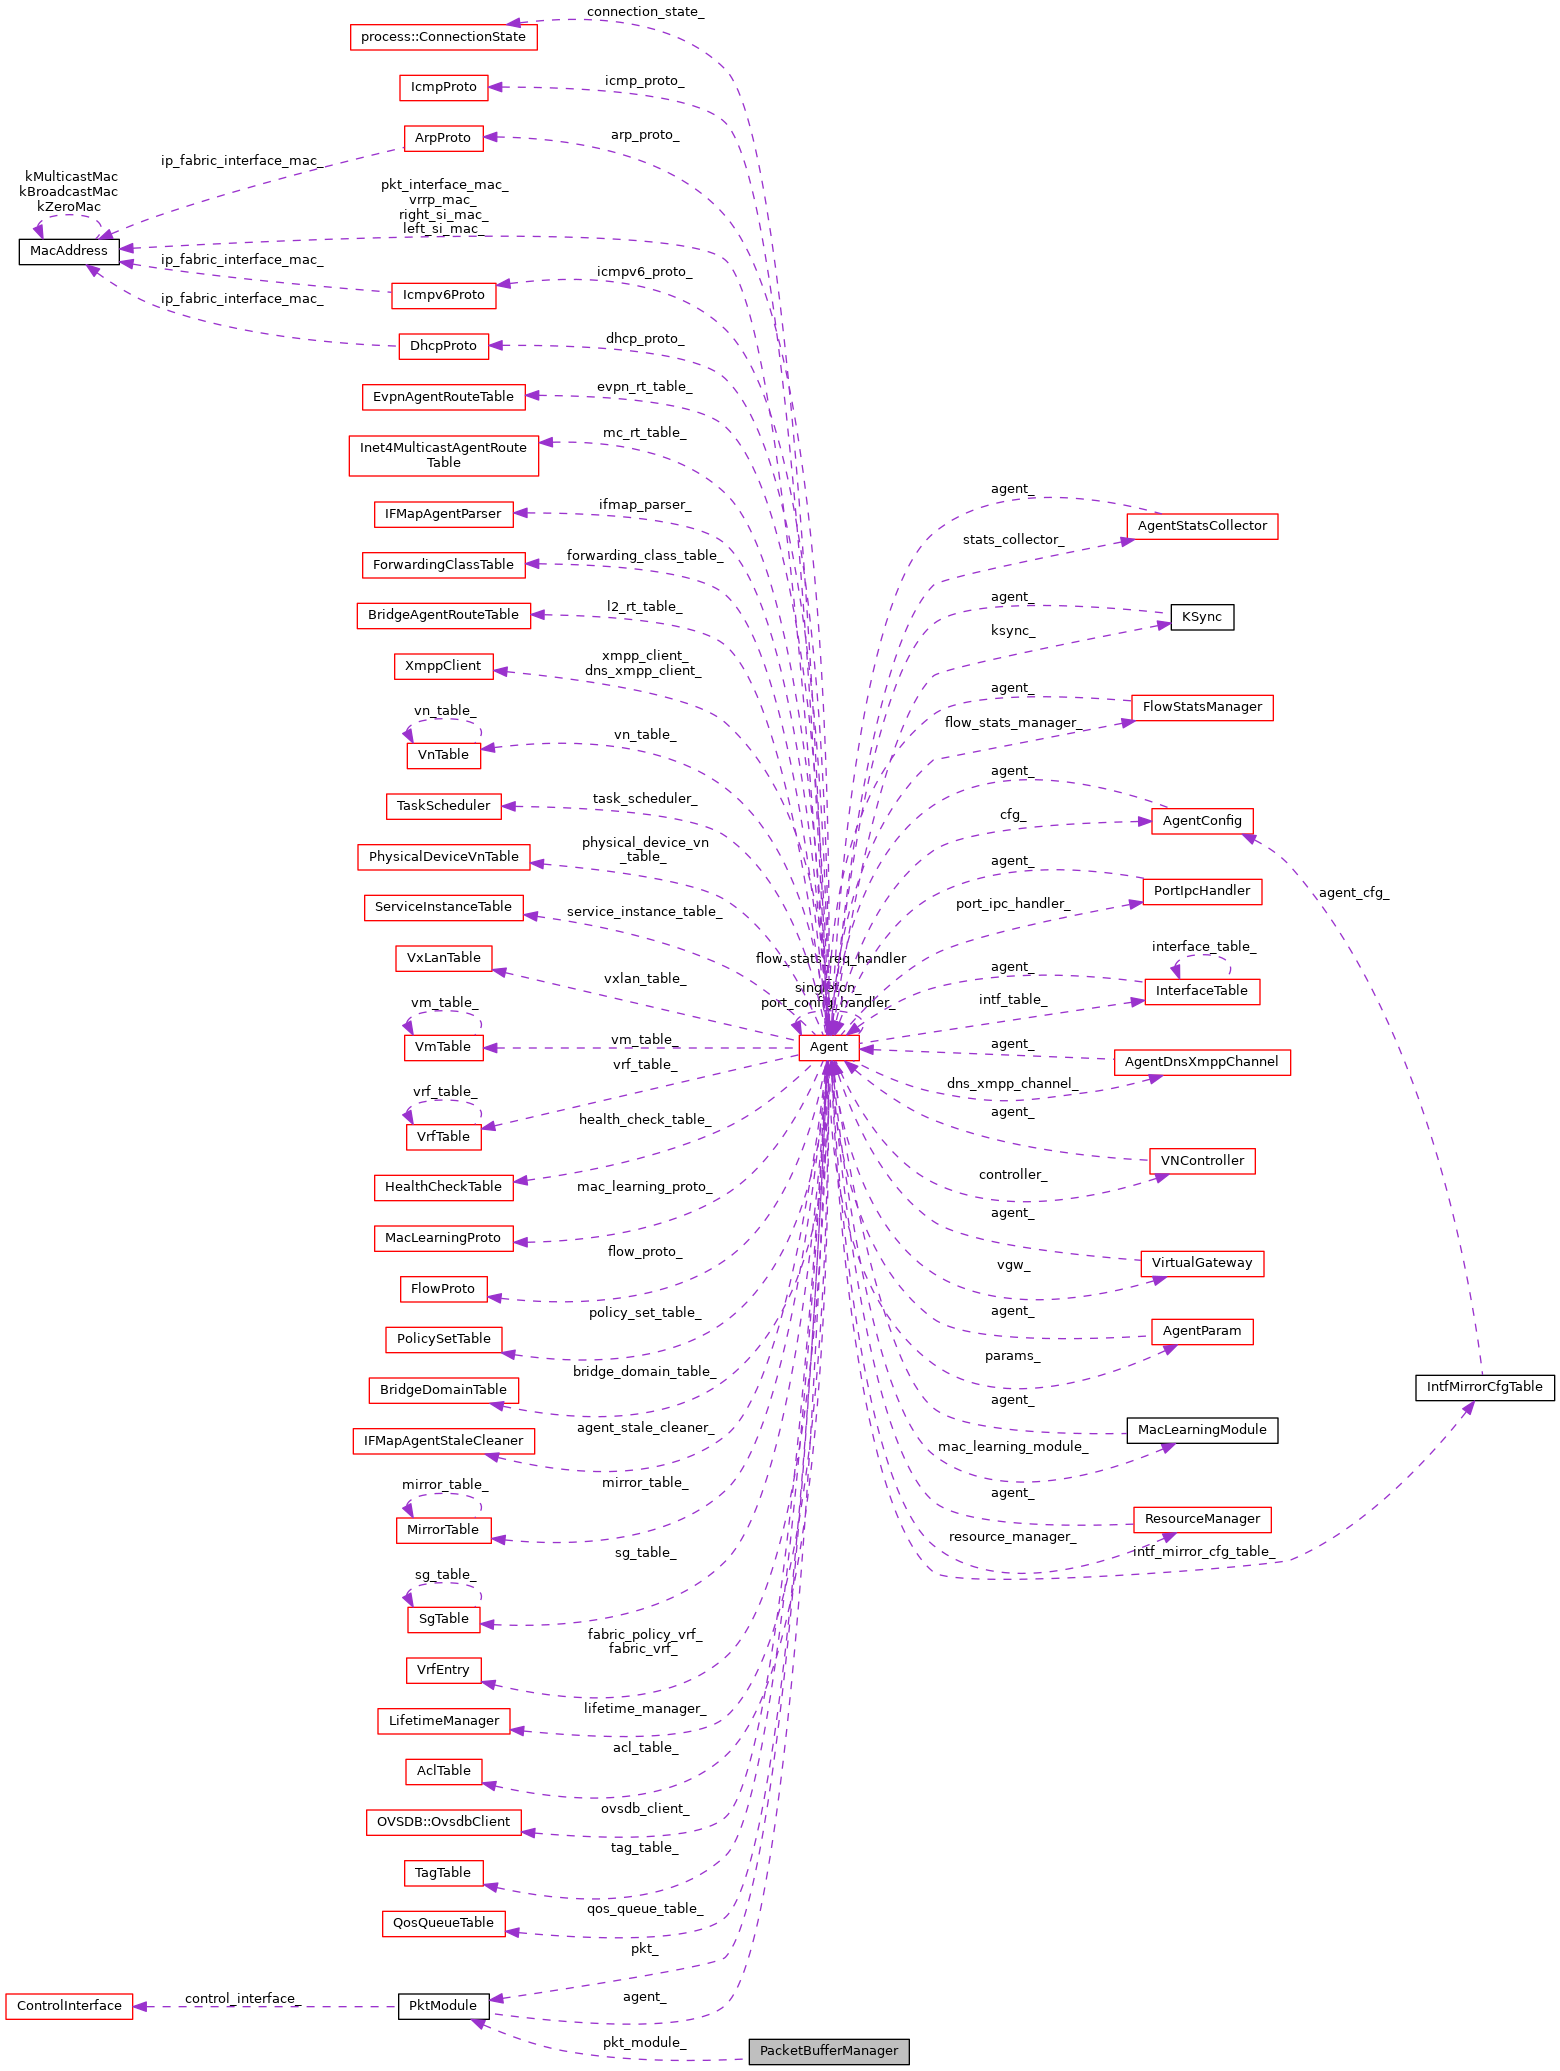 connection_state_
process::ConnectionState
icmp_proto_
IcmpProto
arp_proto_
ArpProto
ip_fabric_interface_mac_
kMulticastMac
kBroadcastMac
kZeroMac
MacAddress
pkt_interface_mac_
vrrp_mac_
right_si_mac_
left_si_mac_
ip_fabric_interface_mac_
icmpv6_proto_
Icmpv6Proto
ip_fabric_interface_mac_
dhcp_proto_
DhcpProto
evpn_rt_table_
EvpnAgentRouteTable
mc_rt_table_
Inet4MulticastAgentRoute
Table
ifmap_parser_
IFMapAgentParser
forwarding_class_table_
ForwardingClassTable
l2_rt_table_
BridgeAgentRouteTable
xmpp_client_
dns_xmpp_client_
XmppClient
vn_table_
vn_table_
VnTable
task_scheduler_
TaskScheduler
physical_device_vn
_table_
PhysicalDeviceVnTable
service_instance_table_
ServiceInstanceTable
vxlan_table_
VxLanTable
vm_table_
vm_table_
VmTable
vrf_table_
vrf_table_
VrfTable
health_check_table_
HealthCheckTable
mac_learning_proto_
MacLearningProto
flow_proto_
FlowProto
policy_set_table_
PolicySetTable
bridge_domain_table_
BridgeDomainTable
agent_stale_cleaner_
IFMapAgentStaleCleaner
mirror_table_
mirror_table_
MirrorTable
sg_table_
sg_table_
SgTable
fabric_policy_vrf_
fabric_vrf_
VrfEntry
lifetime_manager_
LifetimeManager
acl_table_
AclTable
ovsdb_client_
OVSDB::OvsdbClient
tag_table_
TagTable
qos_queue_table_
QosQueueTable
pkt_
agent_
control_interface_
ControlInterface
PktModule
pkt_module_
PacketBufferManager
flow_stats_req_handler
_
singleton_
port_config_handler_
Agent
agent_
AgentStatsCollector
stats_collector_
agent_
KSync
ksync_
agent_
FlowStatsManager
flow_stats_manager_
agent_
AgentConfig
cfg_
agent_
PortIpcHandler
port_ipc_handler_
agent_cfg_
interface_table_
agent_
InterfaceTable
intf_table_
agent_
AgentDnsXmppChannel
dns_xmpp_channel_
agent_
VNController
controller_
agent_
VirtualGateway
vgw_
agent_
AgentParam
params_
agent_
MacLearningModule
mac_learning_module_
agent_
ResourceManager
resource_manager_
intf_mirror_cfg_table_
IntfMirrorCfgTable